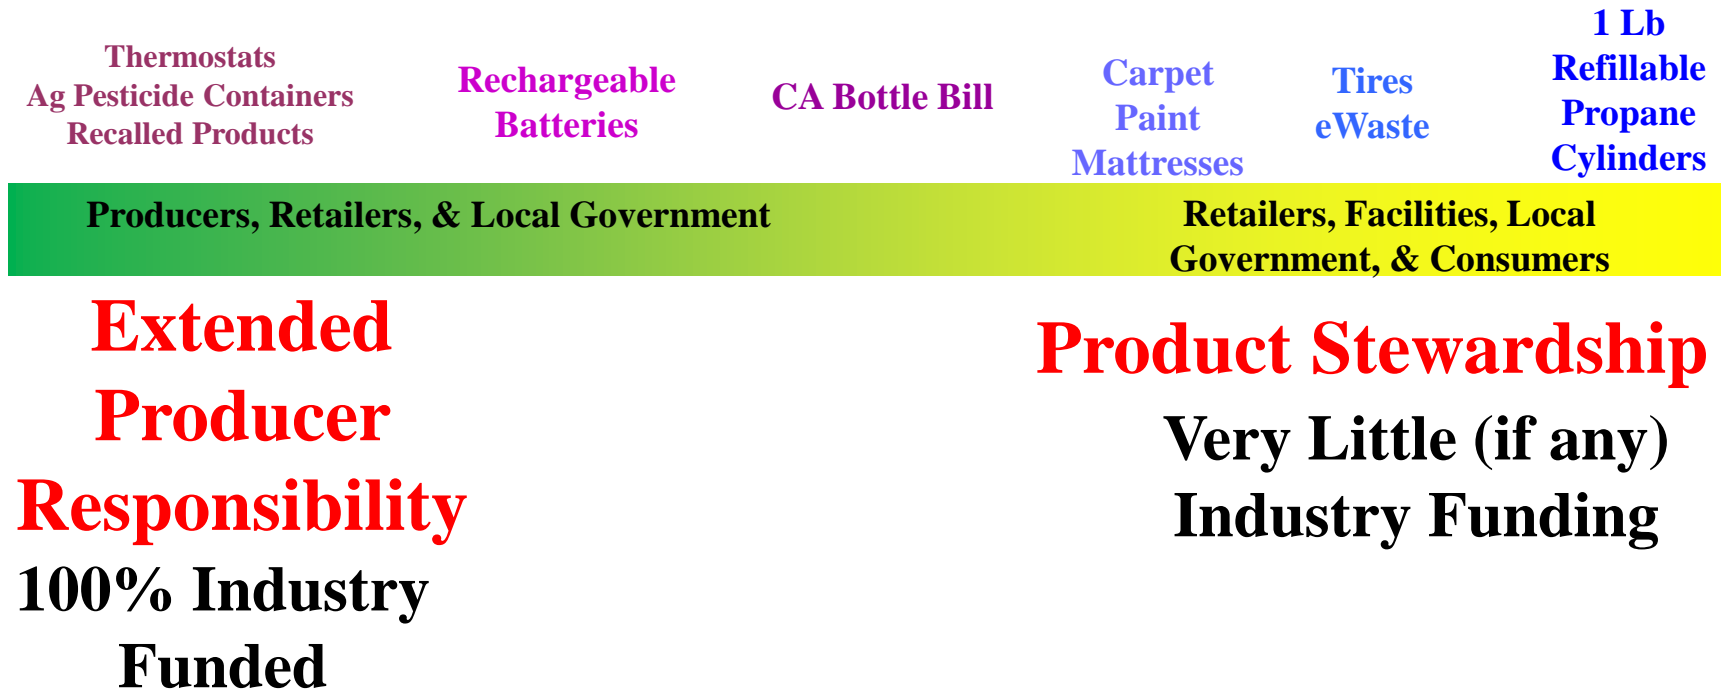 Thermostats
Ag Pesticide Containers
Recalled Products
Rechargeable
Batteries
CA Bottle Bill
Carpet
Paint
Mattresses
Tires
eWaste
1 Lb
Refillable
Propane
Cylinders
Producers, Retailers, & Local Government
Retailers, Facilities, Local
Government, & Consumers
Extended
Producer
Responsibility
100% Industry
Funded
Product Stewardship
Very Little (if any)
Industry Funding